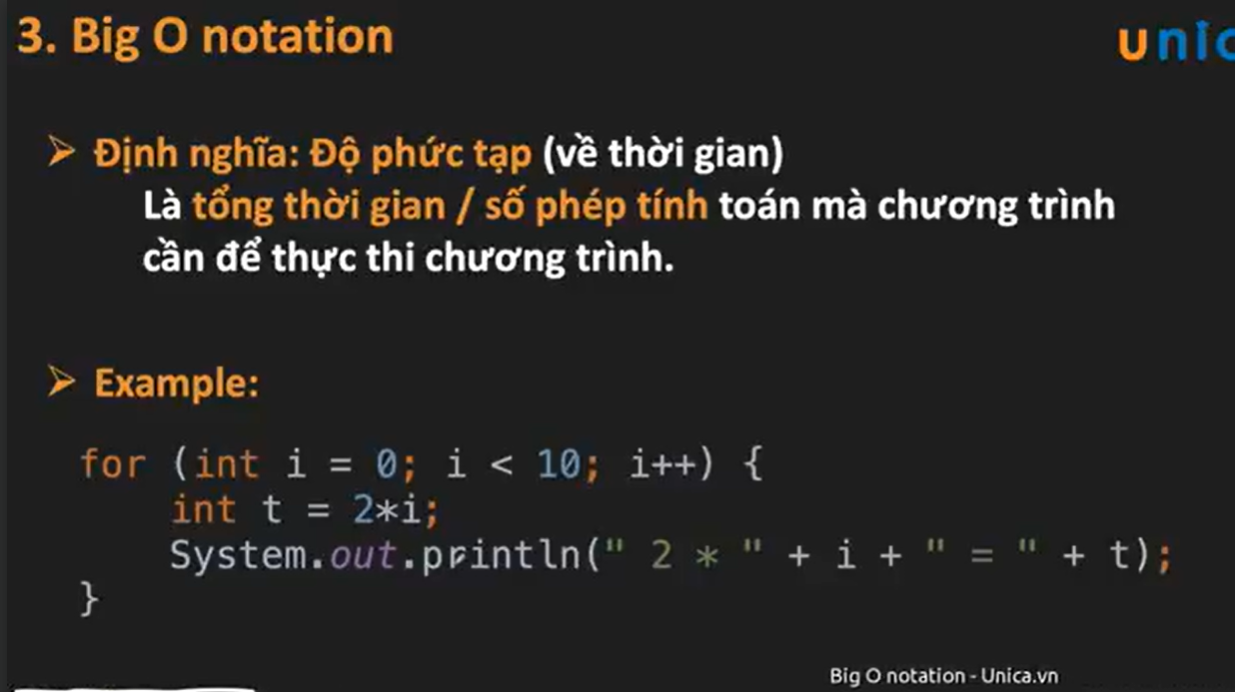 3. Big O notation
unic
➤ Định nghĩa: Độ phức tạp (về thời gian)
Là tổng thời gian / số phép tính toán mà chương trình
cần để thực thi chương trình.
➤ Example:
for (int i = 0; i < 10; i++) {
int t = 2*i;
System.out.println(" 2 * " + i + " = " + t);
}
Big O notation - Unica.vn